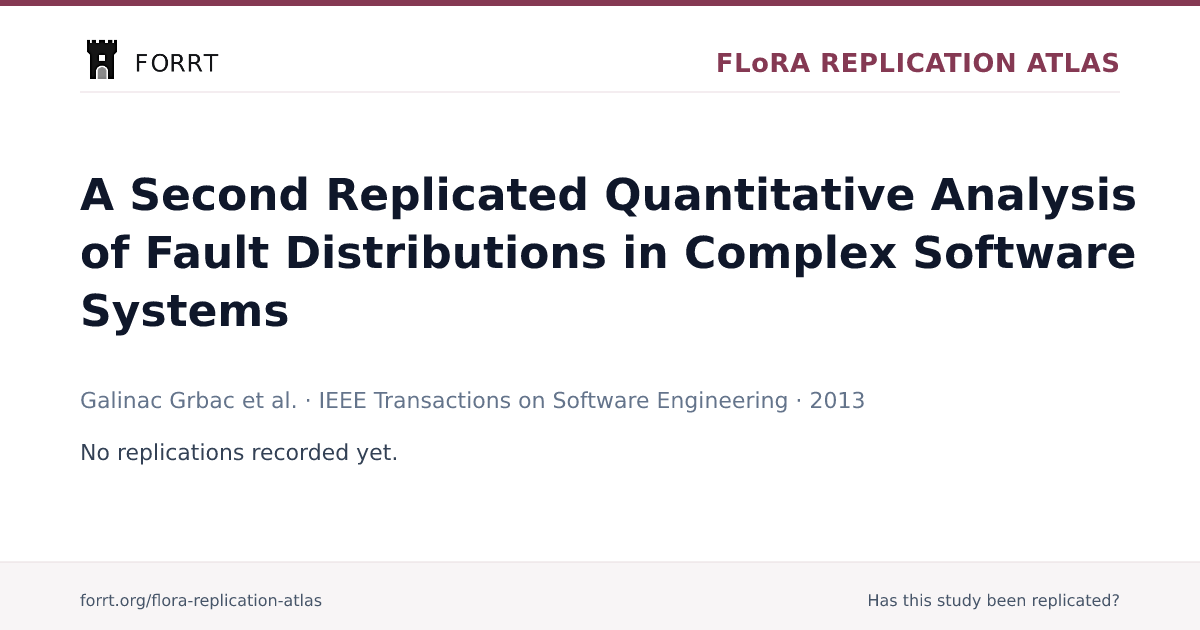 FORRT
FLoRA REPLICATION ATLAS
A Second Replicated Quantitative Analysis
of Fault Distributions in Complex Software
Systems
Galinac Grbac et al. · IEEE Transactions on Software Engineering · 2013
No replications recorded yet.
forrt.org/flora-replication-atlas
Has this study been replicated?